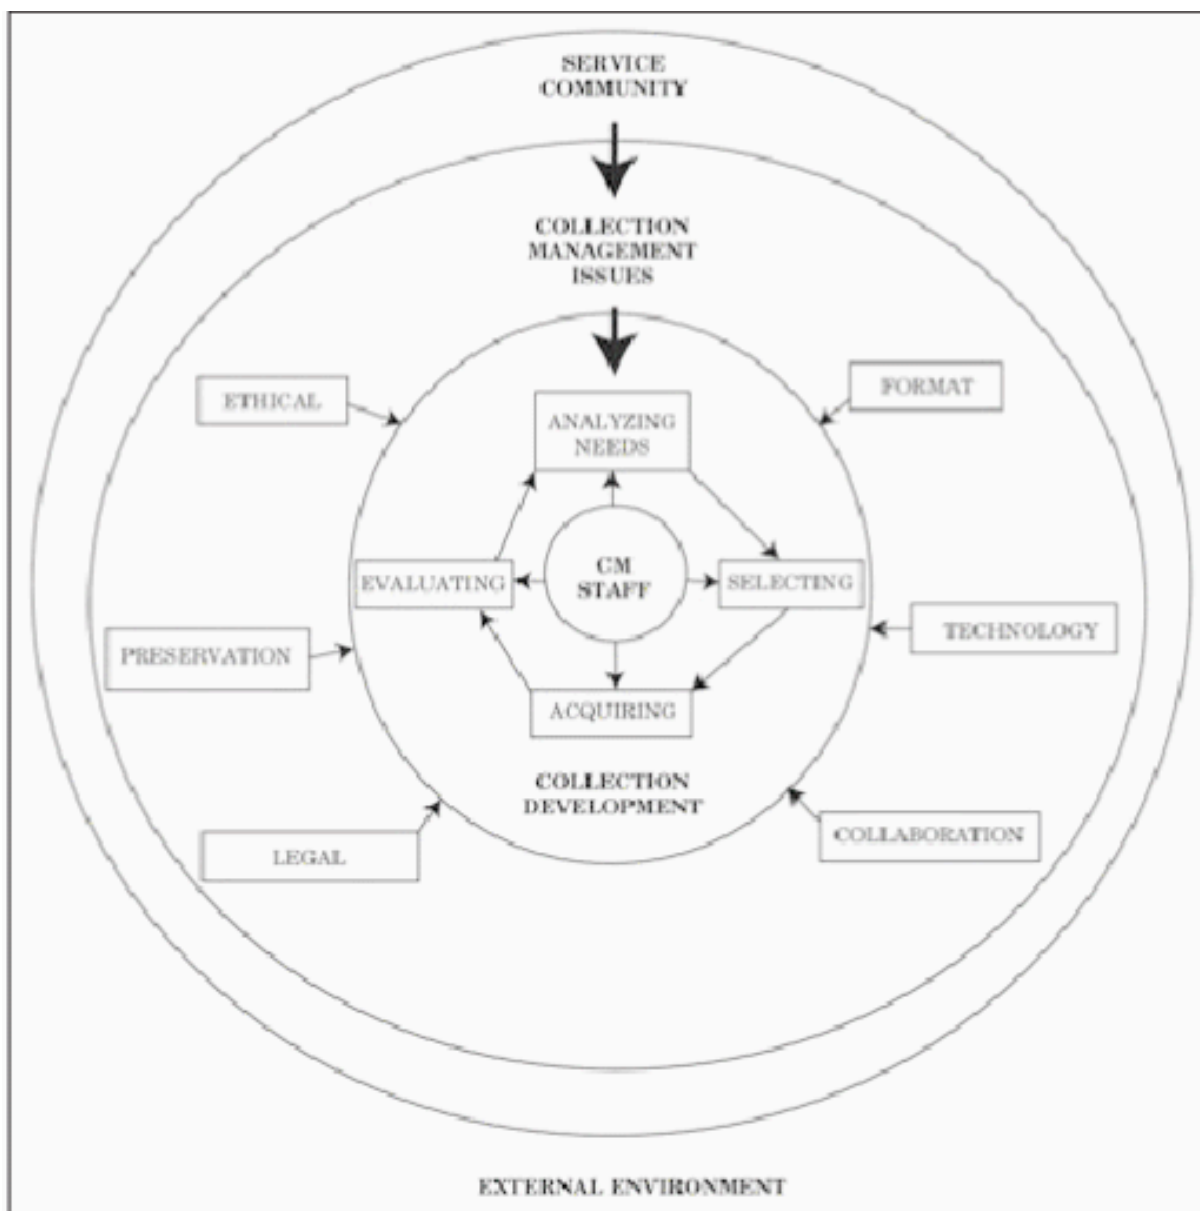 SERVICE
COMMUNITY
COLLECTION
MANAGEMENT
ISSUES
ETHICAL
FORMAT
ANALYZING
NEEDS
EVALUATING
CM
STAFF
SELECTING
PRESERVATION
TECHNOLOGY
ACQUIRING
COLLECTION
DEVELOPMENT
LEGAL
COLLABORATION
EXTERNAL ENVIRONMENT